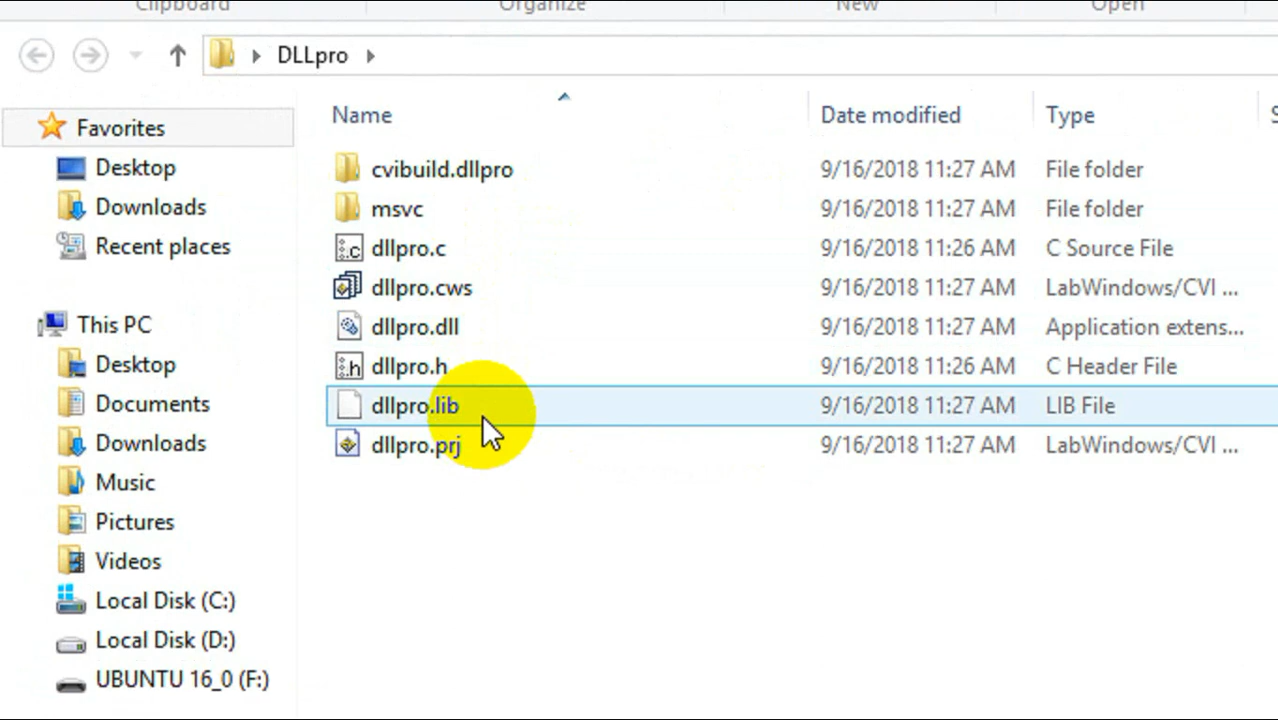 Clipboard Organize New Open
DLLpro
Name Date modified Type
Favorites
Desktop
Downloads
Recent places
This PC
Desktop
Documents
Downloads
Music
Pictures
Videos
Local Disk (C:)
Local Disk (D:)
UBUNTU 16_0 (F:)
cvibuild.dllpro 9/16/2018 11:27 AM File folder
msvc 9/16/2018 11:27 AM File folder
dllpro.c 9/16/2018 11:26 AM C Source File
dllpro.cws 9/16/2018 11:27 AM LabWindows/CVI ...
dllpro.dll 9/16/2018 11:27 AM Application extens...
dllpro.h 9/16/2018 11:26 AM C Header File
dllpro.lib 9/16/2018 11:27 AM LIB File
dllpro.prj 9/16/2018 11:27 AM LabWindows/CVI ...